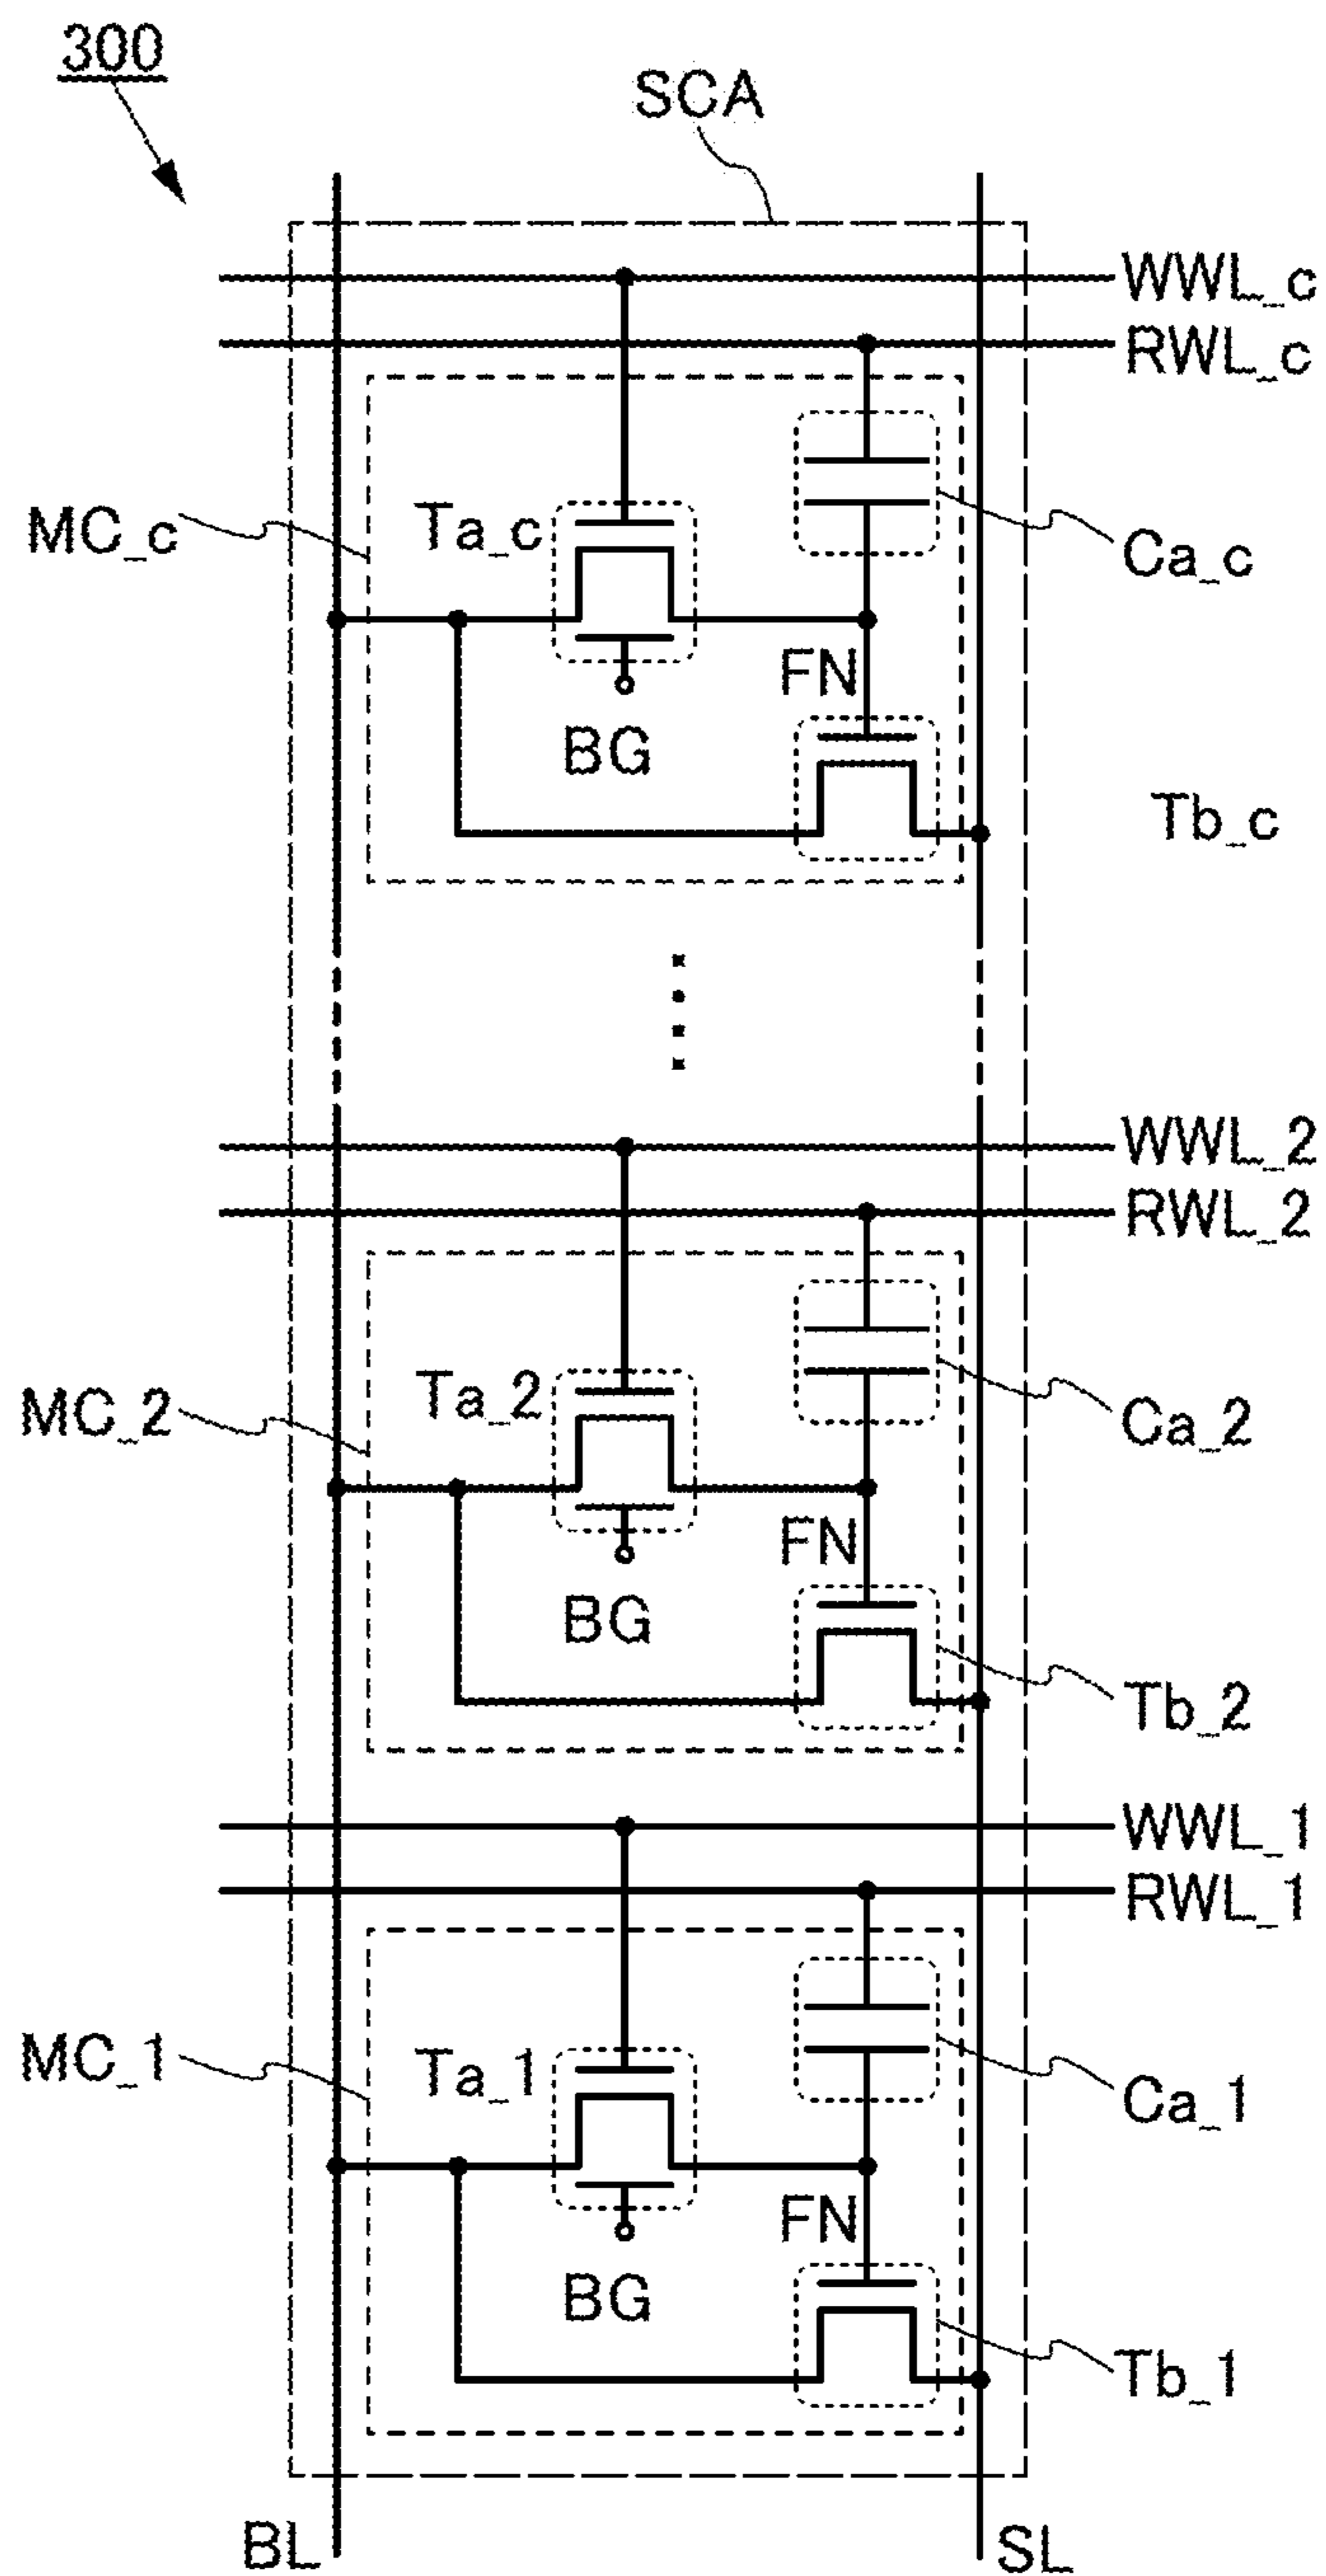 300
SCA
WWL_c
RWL_c
MC_c
Ta_c
Ca_c
FN
BG
Tb_c
WWL_2
RWL_2
MC_2
Ta_2
Ca_2
FN
BG
Tb_2
WWL_1
RWL_1
MC_1
Ta_1
Ca_1
FN
BG
Tb_1
BL
SL